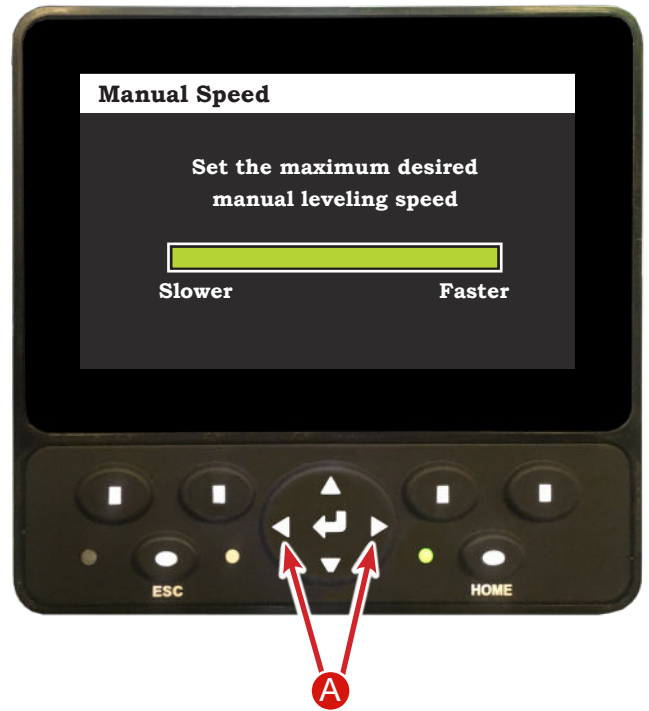 Manual Speed
Set the maximum desired
manual leveling speed
Slower Faster
ESC HOME
A